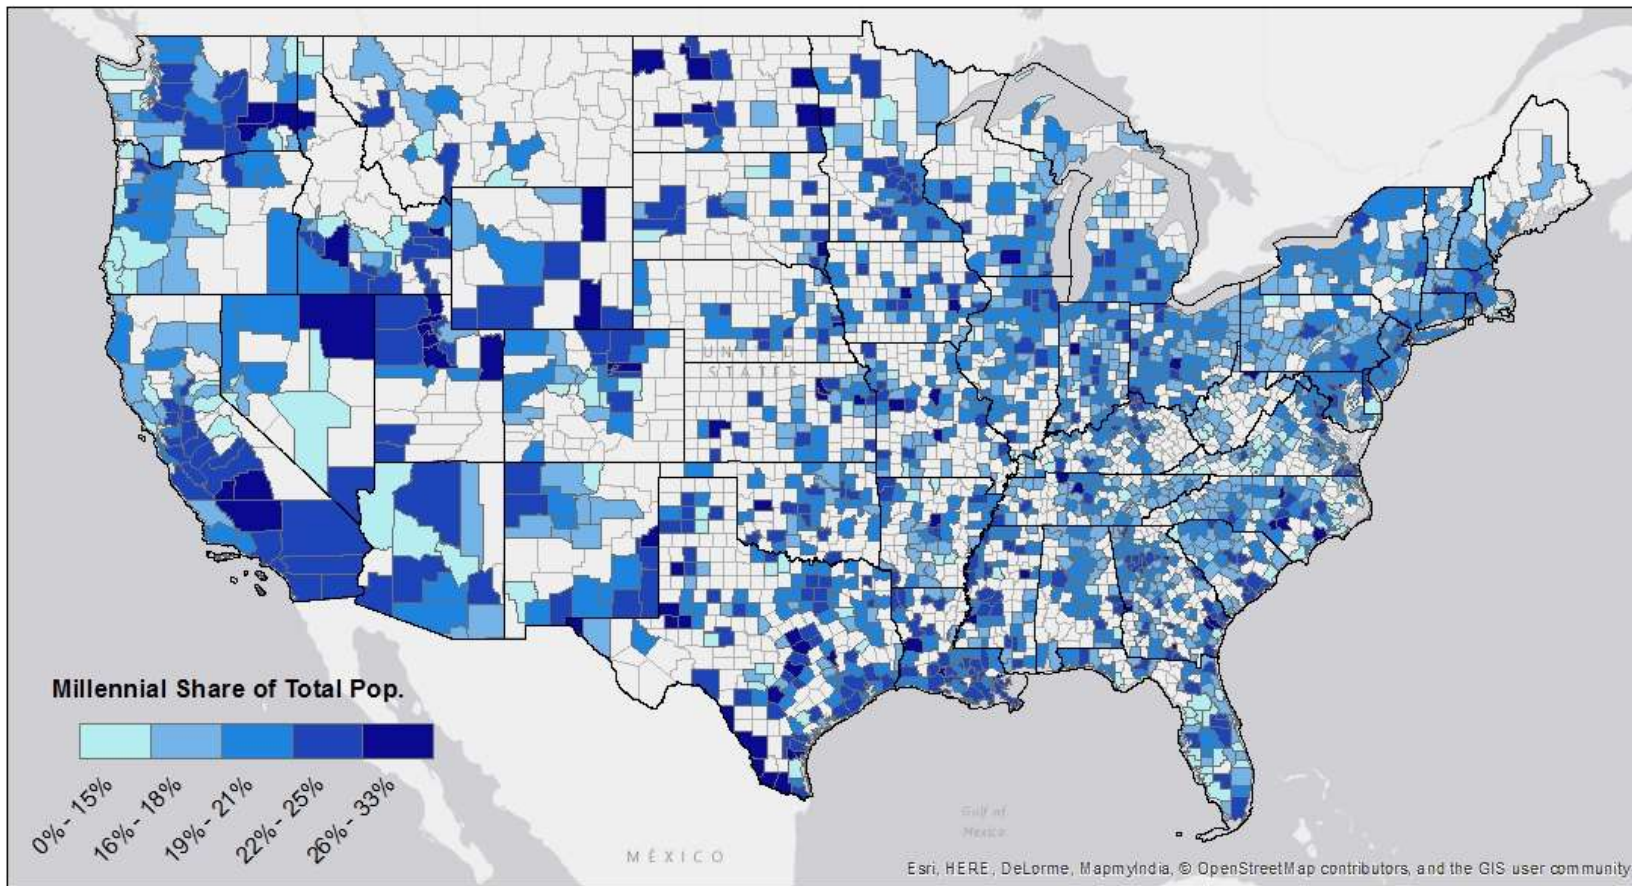 UNITED
STATES
Millennial Share of Total Pop.
0% - 15%
16% - 18%
19% - 21%
22% - 25%
26% - 33%
Gulf of
Mexico
MÉXICO
Esri, HERE, DeLorme, MapmyIndia, © OpenStreetMap contributors, and the GIS user community